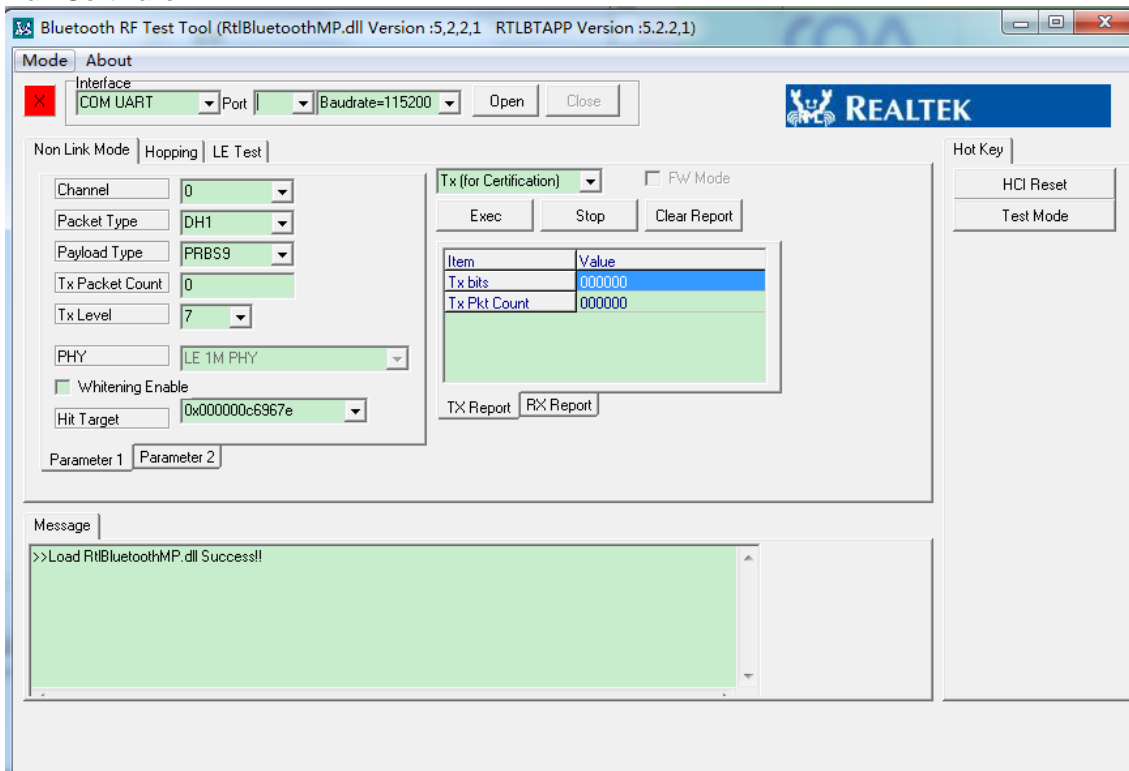 Bluetooth RF Test Tool (RtlBluetoothMP.dll Version :5,2,2,1 RTLBTAPP Version :5.2.2,1)
Mode About
Interface
X COM UART Port Baudrate=115200 Open Close
REALTEK
Non Link Mode Hopping LE Test
Hot Key
Channel 0
Tx (for Certification) FW Mode
HCI Reset
Packet Type DH1
Exec Stop Clear Report
Test Mode
Payload Type PRBS9
Item Value
Tx Packet Count 0
Tx bits 000000
Tx Pkt Count 000000
Tx Level 7
PHY LE 1M PHY
Whitening Enable
Hit Target 0x000000c6967e
TX Report RX Report
Parameter 1 Parameter 2
Message
>>Load RtlBluetoothMP.dll Success!!